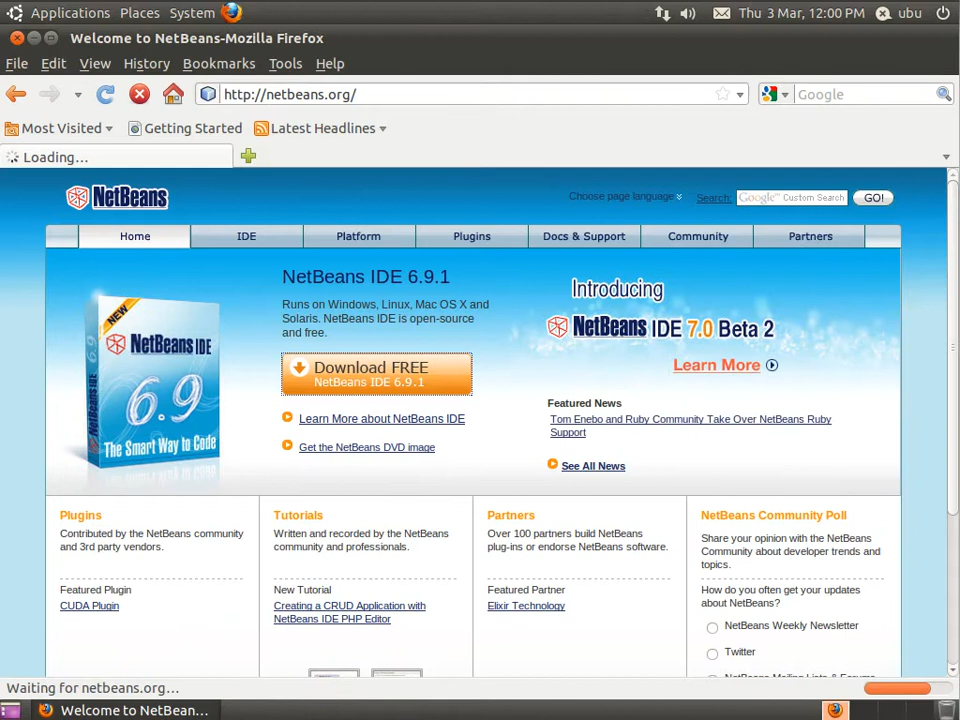 Applications Places System Thu 3 Mar, 12:00 PM ubu
Welcome to NetBeans-Mozilla Firefox
File Edit View History Bookmarks Tools Help
http://netbeans.org/ Google
Most Visited Getting Started Latest Headlines
Loading...
NetBeans Choose page language Search: Google Custom Search GO!
Home IDE Platform Plugins Docs & Support Community Partners
NEW
NetBeans IDE
6.9
The Smart Way to Code
NetBeans IDE 6.9.1
Runs on Windows, Linux, Mac OS X and
Solaris. NetBeans IDE is open-source
and free.
Download FREE
NetBeans IDE 6.9.1
Learn More about NetBeans IDE
Get the NetBeans DVD image
Introducing
NetBeans IDE 7.0 Beta 2
Learn More
Featured News
Tom Enebo and Ruby Community Take Over NetBeans Ruby
Support
See All News
Plugins
Contributed by the NetBeans community
and 3rd party vendors.
Featured Plugin
CUDA Plugin
Tutorials
Written and recorded by the NetBeans
community and professionals.
New Tutorial
Creating a CRUD Application with
NetBeans IDE PHP Editor
Partners
Over 100 partners build NetBeans
plug-ins or endorse NetBeans software.
Featured Partner
Elixir Technology
NetBeans Community Poll
Share your opinion with the NetBeans
Community about developer trends and
topics.
How do you often get your updates
about NetBeans?
NetBeans Weekly Newsletter
Twitter
NetBeans Mailing Lists & Forums
Waiting for netbeans.org...
Welcome to NetBean...